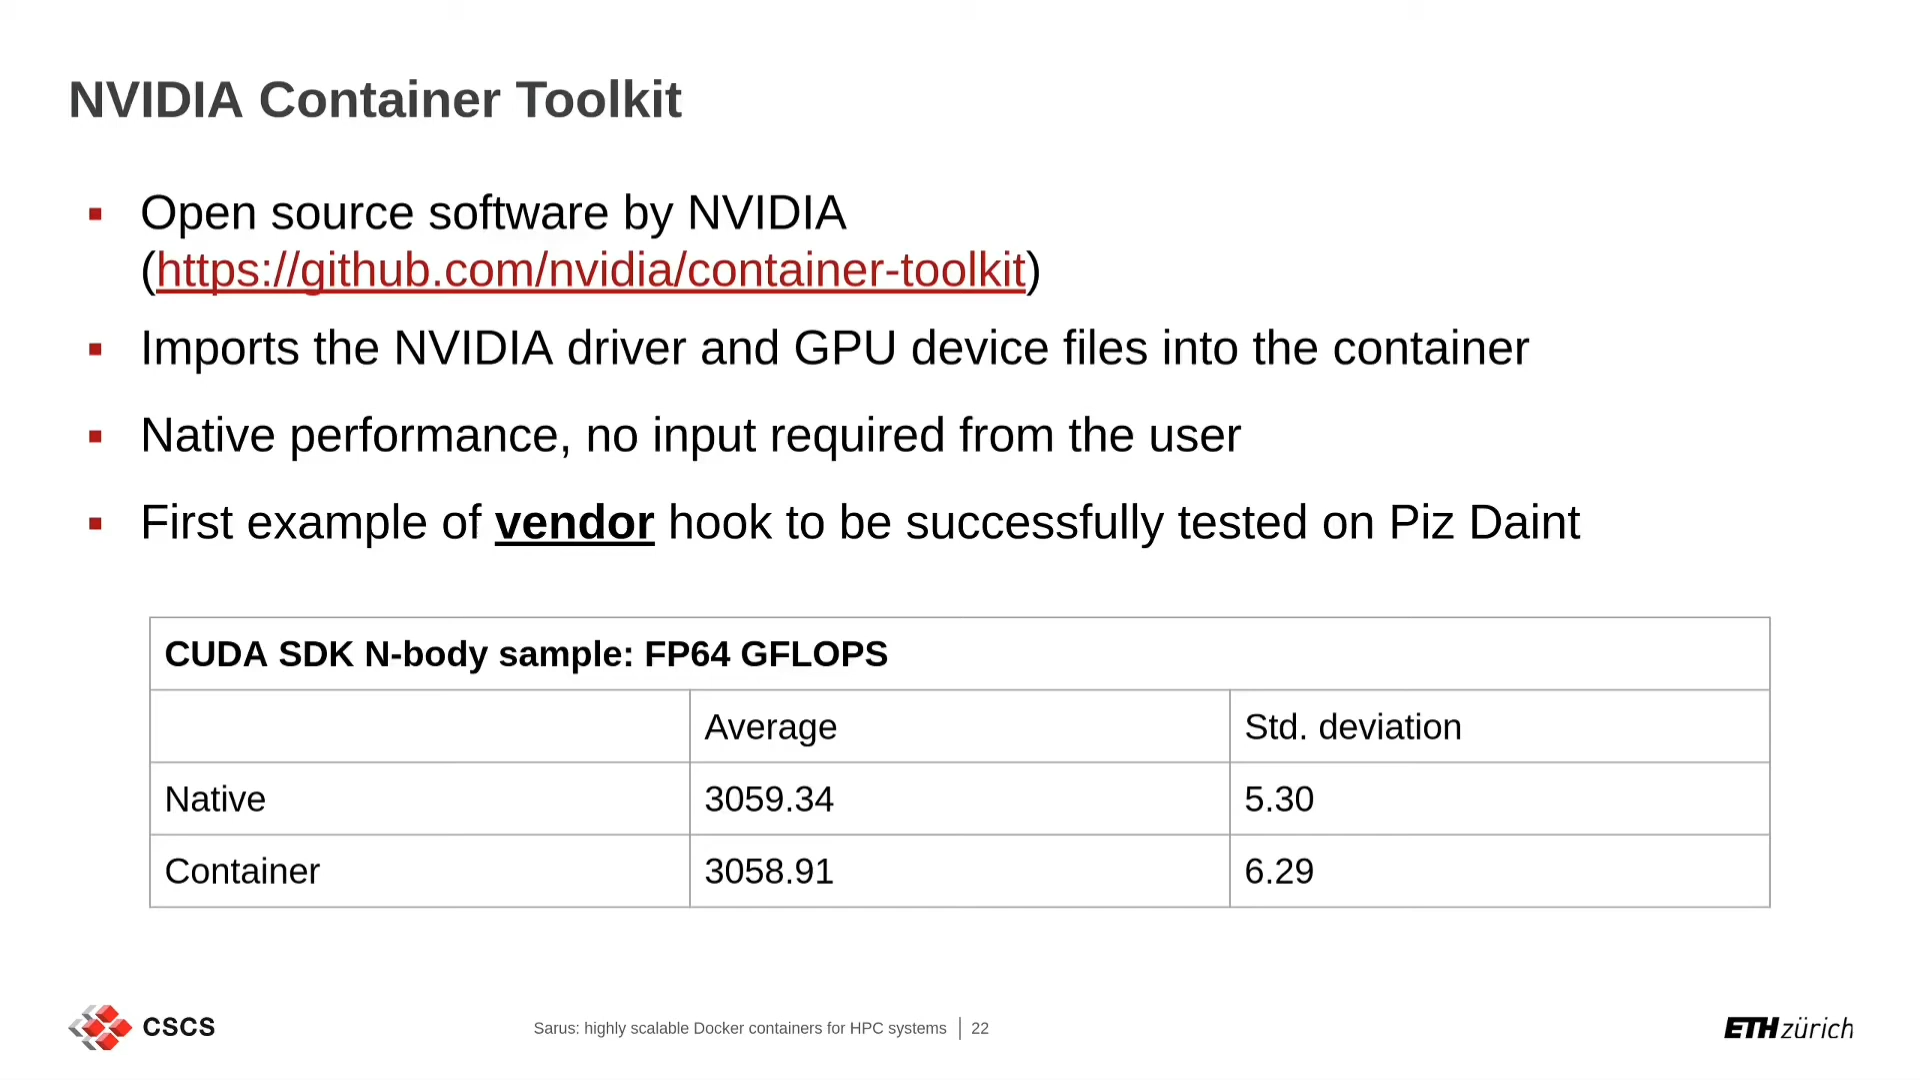 NVIDIA Container Toolkit
▪ Open source software by NVIDIA
(https://github.com/nvidia/container-toolkit)
▪ Imports the NVIDIA driver and GPU device files into the container
▪ Native performance, no input required from the user
▪ First example of vendor hook to be successfully tested on Piz Daint
CUDA SDK N-body sample: FP64 GFLOPS
Average Std. deviation
Native 3059.34 5.30
Container 3058.91 6.29
CSCS
Sarus: highly scalable Docker containers for HPC systems | 22
ETH zürich